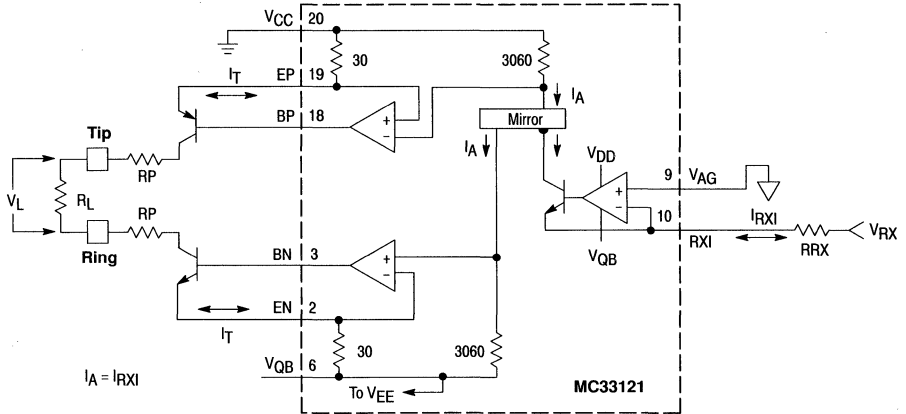 VCC 20
30
3060
IT
EP 19
IA
BP 18
+
−
Mirror
IA
Tip
RP
VDD
9 VAG
+
−
10
IRXI
VL
RL
RP
RXI
RRX
VRX
Ring
BN 3
+
−
VQB
EN 2
IT
30
3060
VQB 6
IA = IRXI
To VEE
MC33121